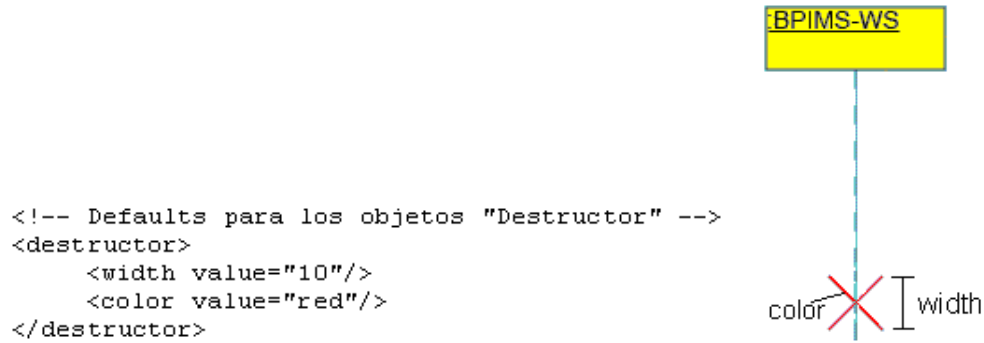 :BPIMS-WS
<!-- Defaults para los objetos "Destructor" -->
<destructor>
<width value="10"/>
<color value="red"/>
</destructor>
color
width